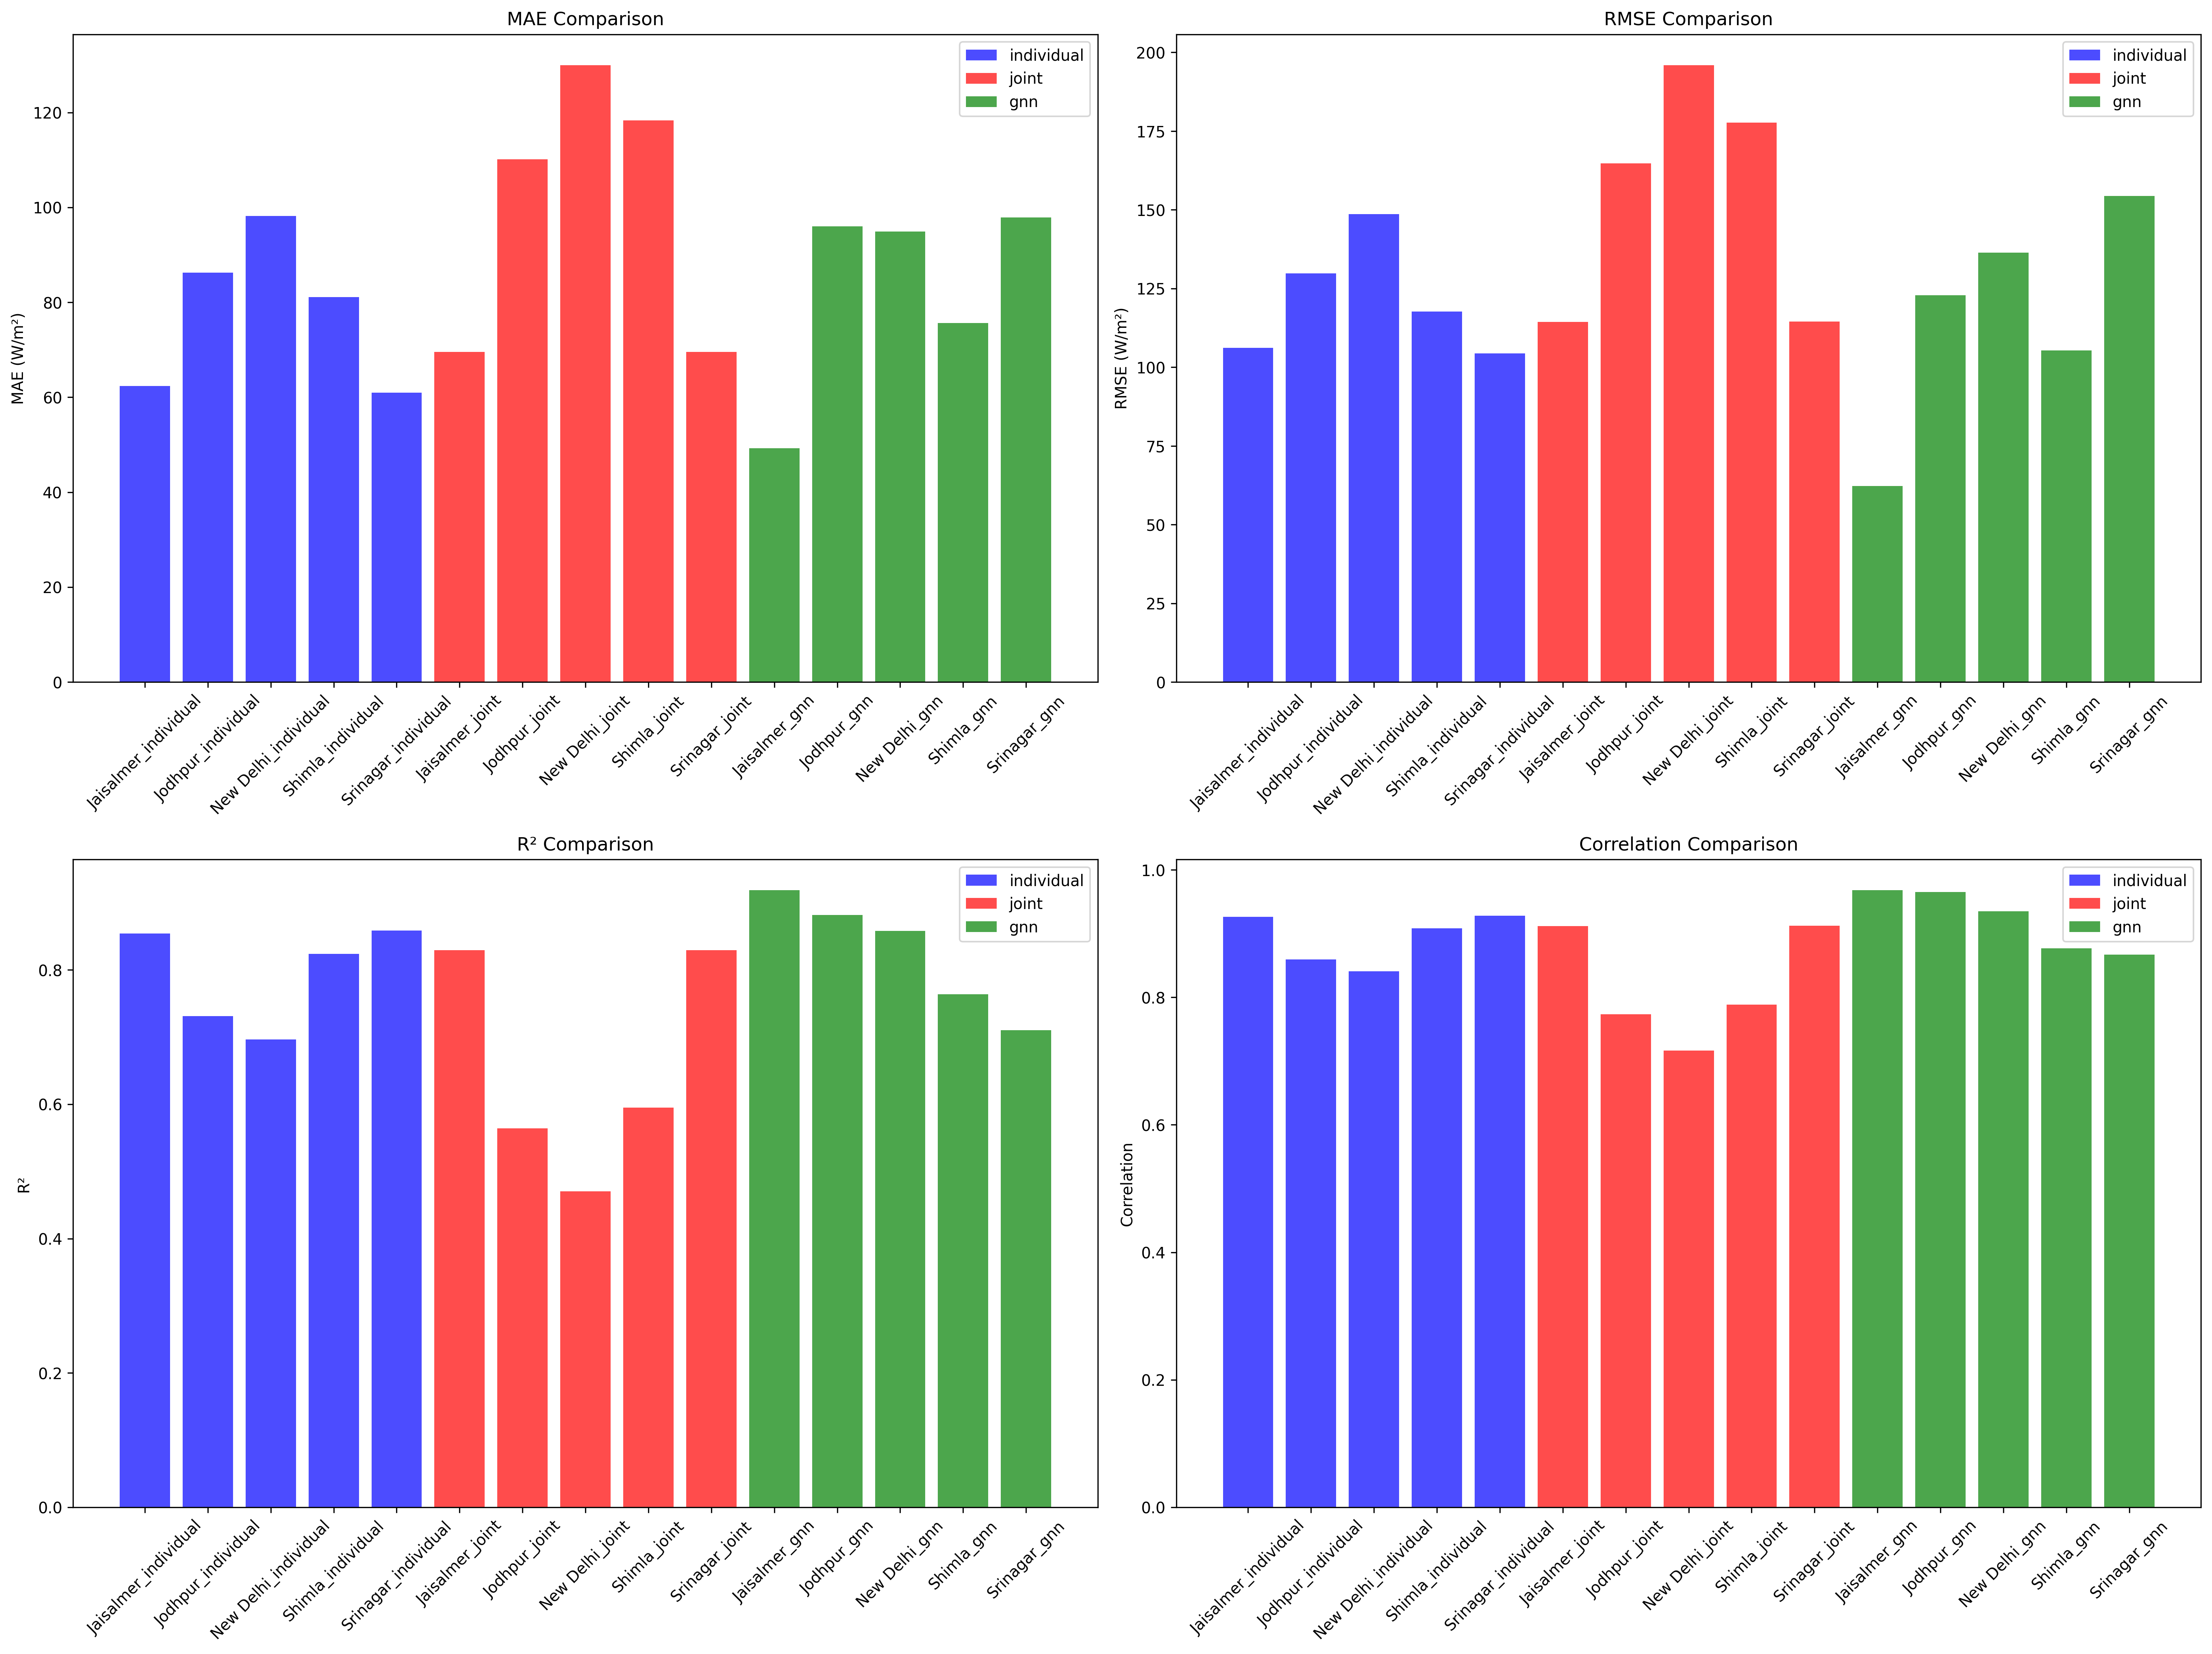 MAE Comparison
MAE (W/m²)
120
100
80
60
40
20
0
individual
joint
gnn
Jaisalmer_individual
Jodhpur_individual
New Delhi_individual
Shimla_individual
Srinagar_individual
Jaisalmer_joint
Jodhpur_joint
New Delhi_joint
Shimla_joint
Srinagar_joint
Jaisalmer_gnn
Jodhpur_gnn
New Delhi_gnn
Shimla_gnn
Srinagar_gnn
RMSE Comparison
RMSE (W/m²)
200
175
150
125
100
75
50
25
0
individual
joint
gnn
Jaisalmer_individual
Jodhpur_individual
New Delhi_individual
Shimla_individual
Srinagar_individual
Jaisalmer_joint
Jodhpur_joint
New Delhi_joint
Shimla_joint
Srinagar_joint
Jaisalmer_gnn
Jodhpur_gnn
New Delhi_gnn
Shimla_gnn
Srinagar_gnn
R² Comparison
R²
0.8
0.6
0.4
0.2
0.0
individual
joint
gnn
Jaisalmer_individual
Jodhpur_individual
New Delhi_individual
Shimla_individual
Srinagar_individual
Jaisalmer_joint
Jodhpur_joint
New Delhi_joint
Shimla_joint
Srinagar_joint
Jaisalmer_gnn
Jodhpur_gnn
New Delhi_gnn
Shimla_gnn
Srinagar_gnn
Correlation Comparison
Correlation
1.0
0.8
0.6
0.4
0.2
0.0
individual
joint
gnn
Jaisalmer_individual
Jodhpur_individual
New Delhi_individual
Shimla_individual
Srinagar_individual
Jaisalmer_joint
Jodhpur_joint
New Delhi_joint
Shimla_joint
Srinagar_joint
Jaisalmer_gnn
Jodhpur_gnn
New Delhi_gnn
Shimla_gnn
Srinagar_gnn